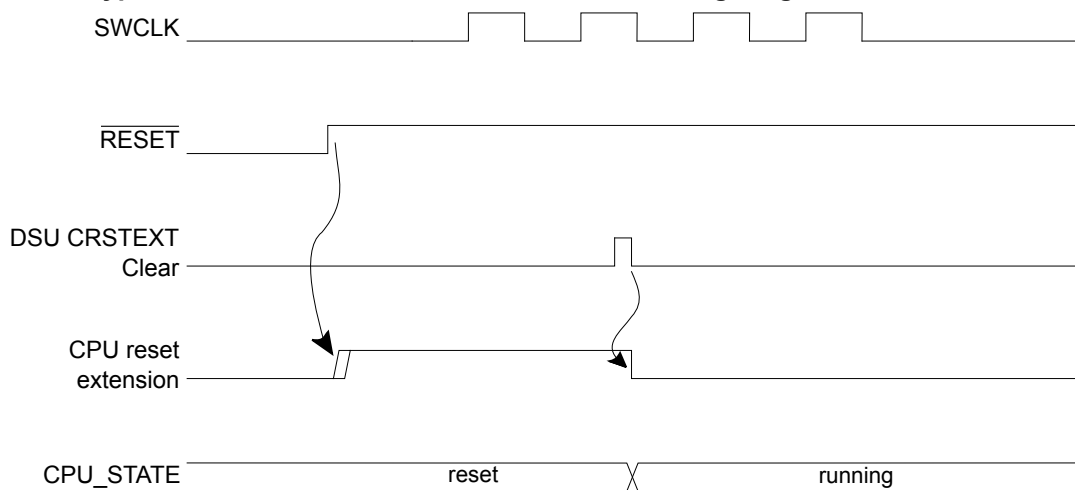 SWCLK
RESET
DSU CRSTEXT
Clear
CPU reset
extension
CPU_STATE
reset
running